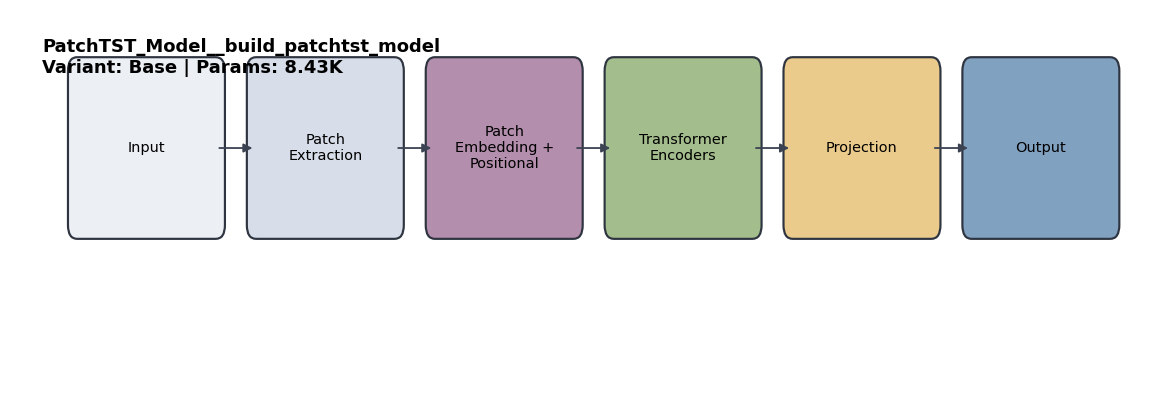 PatchTST_Model__build_patchtst_model
Variant: Base | Params: 8.43K
Input
Patch
Extraction
Patch
Embedding +
Positional
Transformer
Encoders
Projection
Output